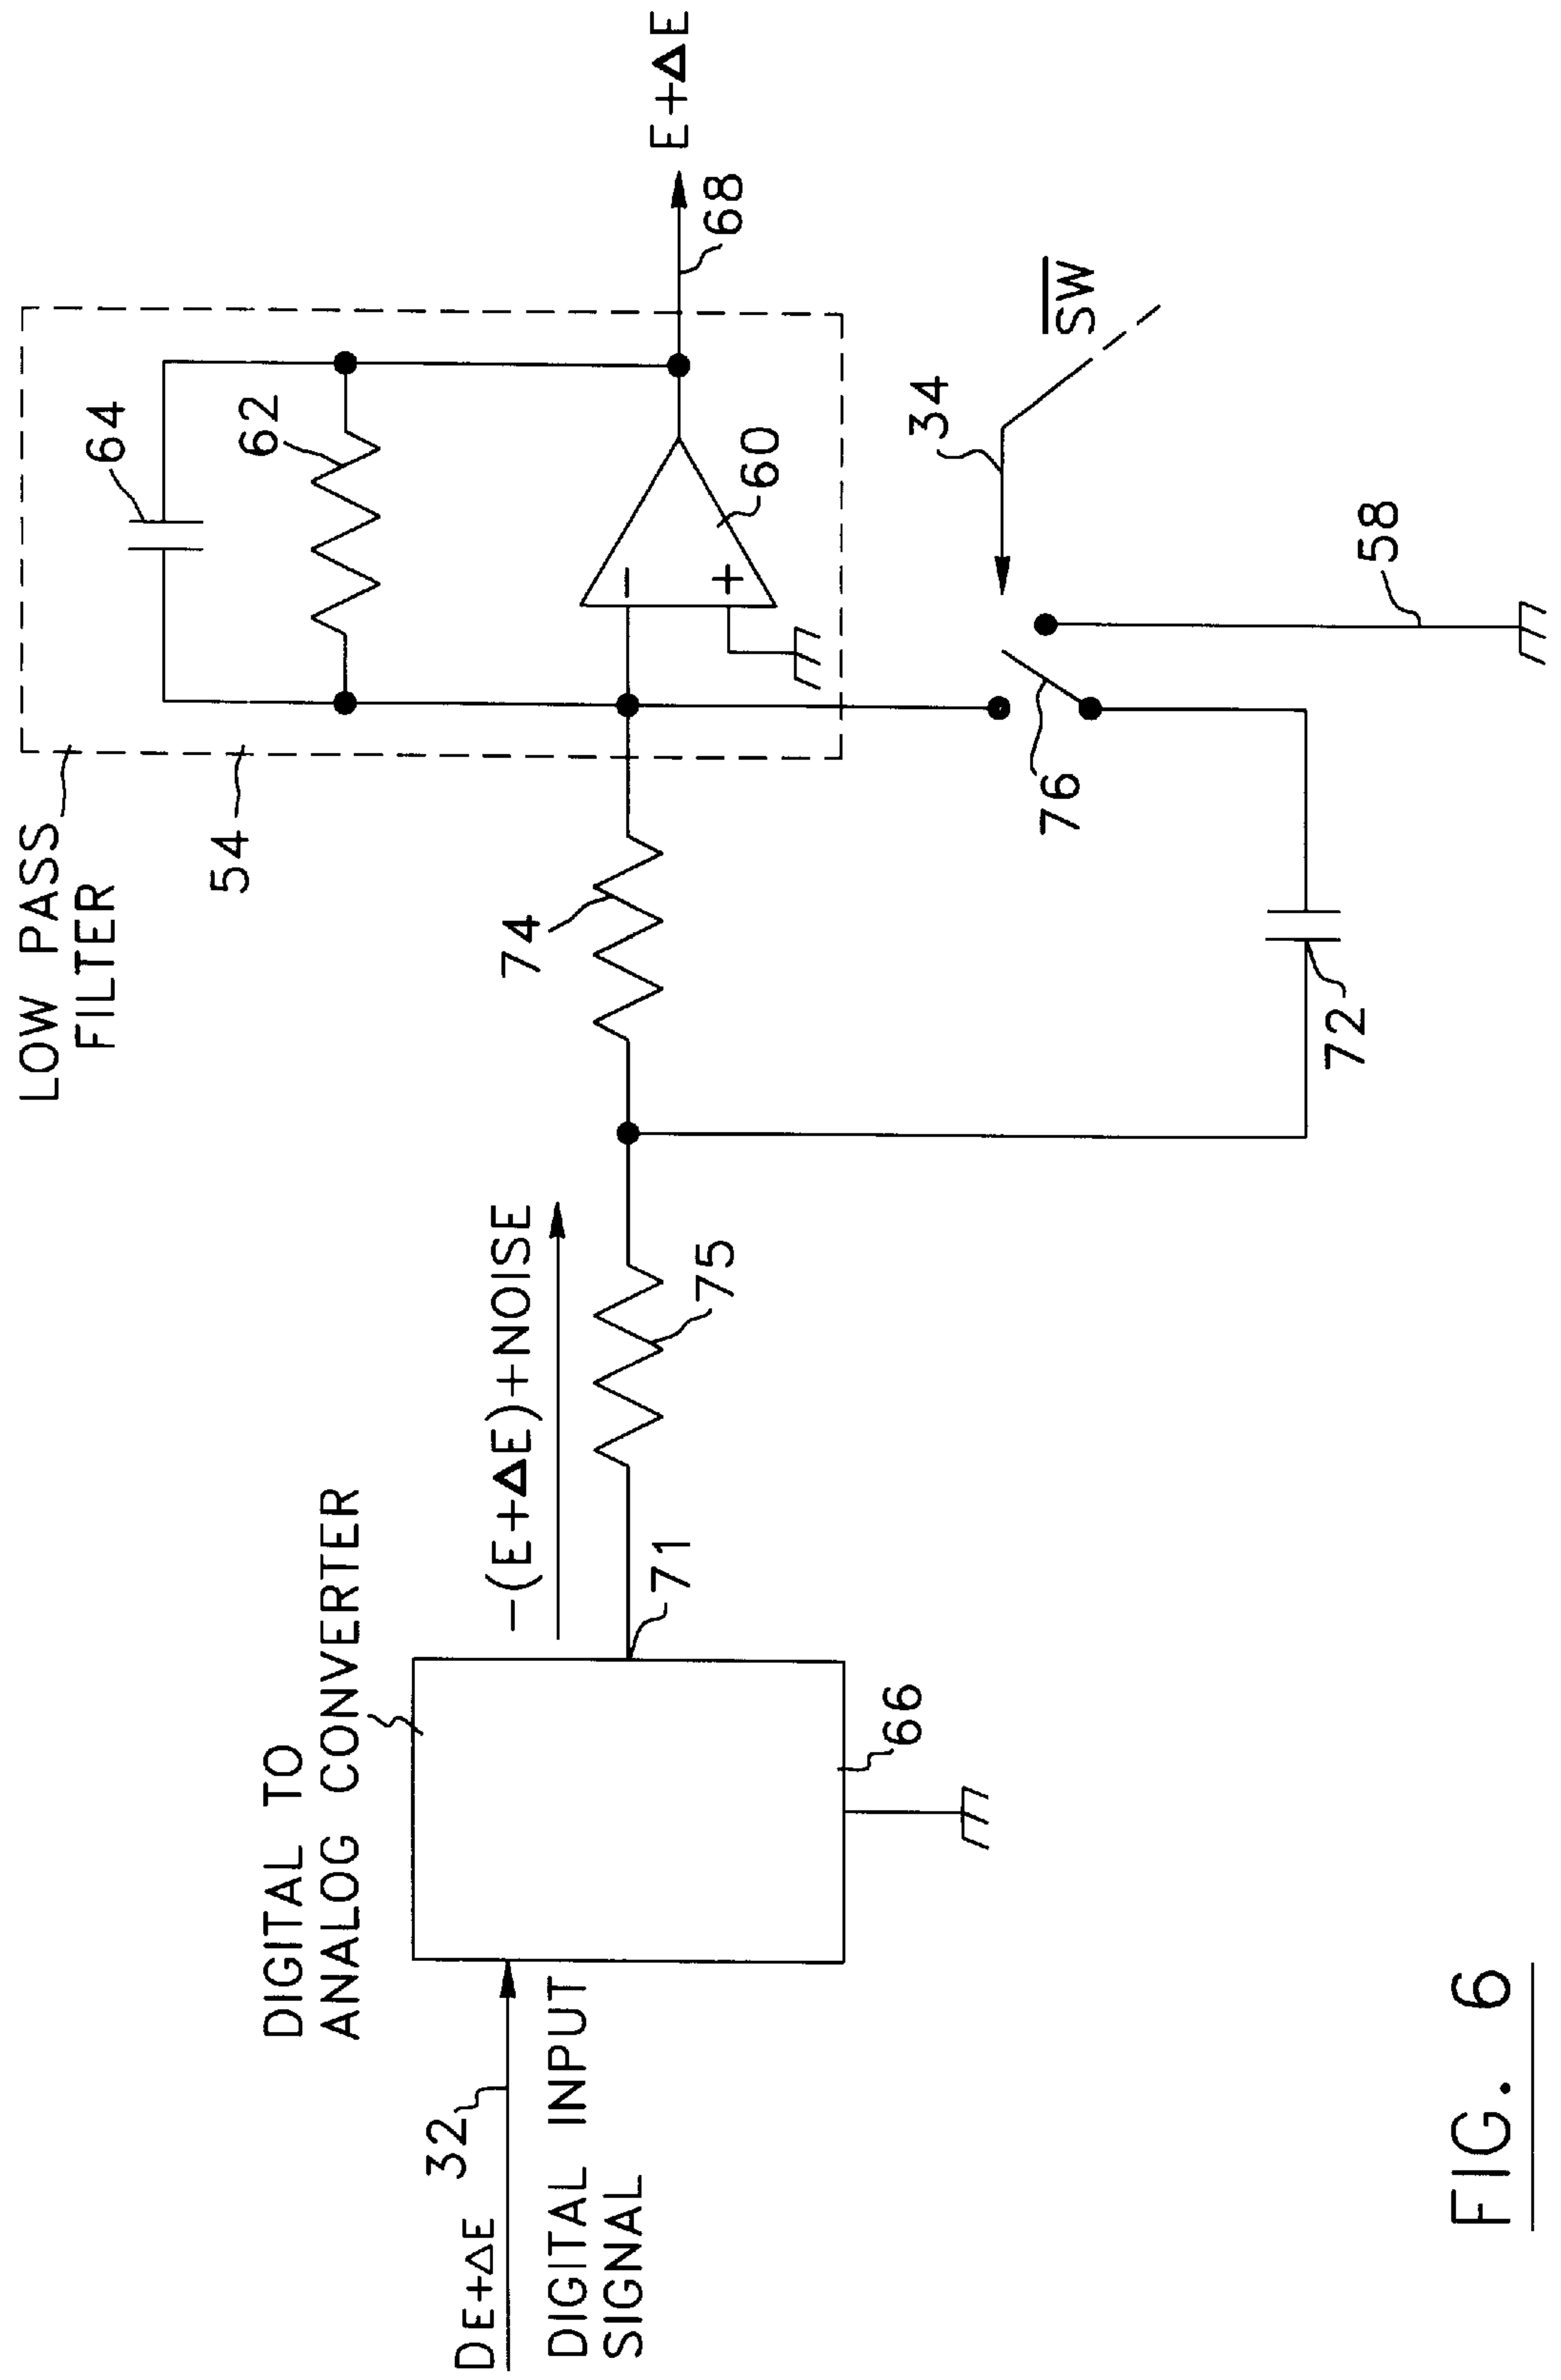 LOW PASS
FILTER
54
64
62
60
E+ΔE
68
DIGITAL TO
ANALOG CONVERTER
-(E+ΔE)+NOISE
74
75
71
66
DE+ΔE 32
DIGITAL INPUT
SIGNAL
−
+
34
SW
76
58
72
FIG. 6